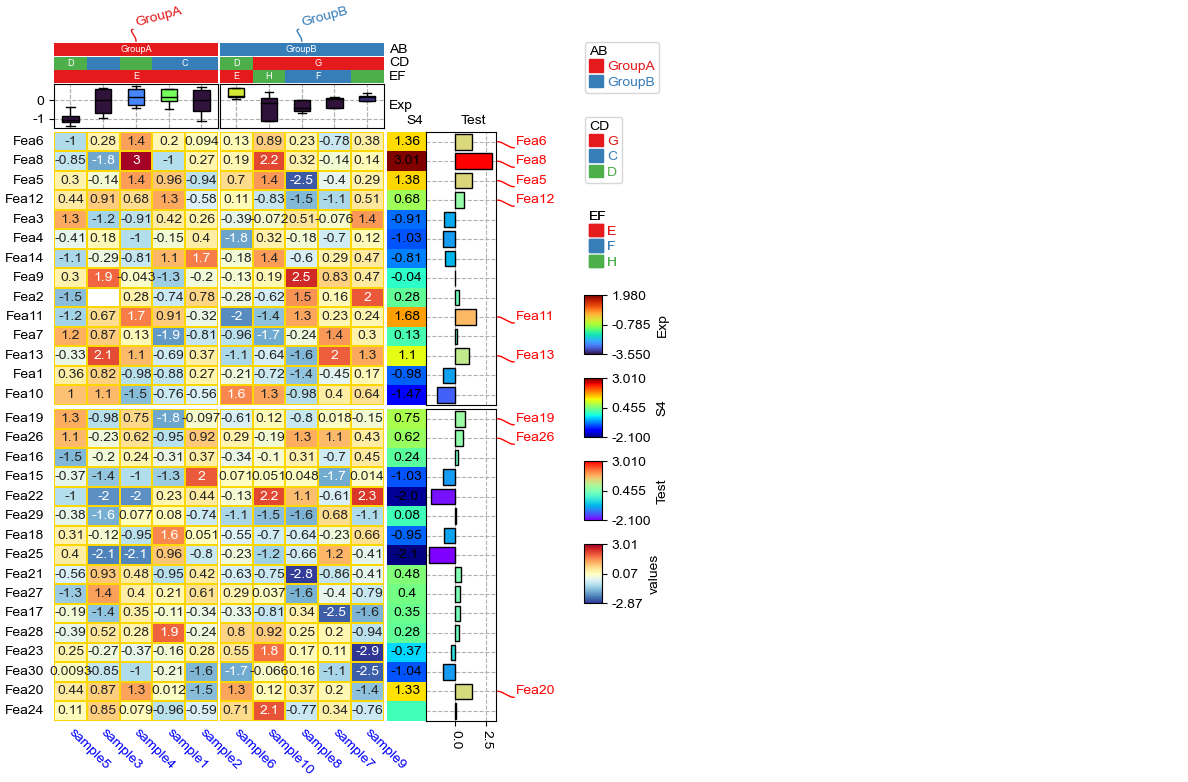 GroupA GroupB
GroupA GroupB AB
D C D G CD
E E H F EF
0
-1
Exp
S4 Test
Fea6 -1 0.28 1.4 0.2 0.094 0.13 0.89 0.23 -0.78 0.38 1.36 Fea6
Fea8 -0.85 -1.8 3 -1 0.27 0.19 2.2 0.32 -0.14 0.14 3.01 Fea8
Fea5 0.3 -0.14 1.4 0.96 -0.94 0.7 1.4 -2.5 -0.4 0.29 1.38 Fea5
Fea12 0.44 0.91 0.68 1.3 -0.58 0.11 -0.83 -1.5 -1.1 0.51 0.68 Fea12
Fea3 1.3 -1.2 -0.91 0.42 0.26 -0.39 -0.072 0.51 -0.076 1.4 -0.91
Fea4 -0.41 0.18 -1 -0.15 0.4 -1.8 0.32 -0.18 -0.7 0.12 -1.03
Fea14 -1.1 -0.29 -0.81 1.1 1.7 -0.18 1.4 -0.6 0.29 0.47 -0.81
Fea9 0.3 1.9 -0.043 -1.3 -0.2 -0.13 0.19 2.5 0.83 0.47 -0.04
Fea2 -1.5 0.28 -0.74 0.78 -0.28 -0.62 1.5 0.16 2 0.28
Fea11 -1.2 0.67 1.7 0.91 -0.32 -2 -1.4 1.3 0.23 0.24 1.68 Fea11
Fea7 1.2 0.87 0.13 -1.9 -0.81 -0.96 -1.7 -0.24 1.4 0.3 0.13
Fea13 -0.33 2.1 1.1 -0.69 0.37 -1.1 -0.64 -1.6 2 1.3 1.1 Fea13
Fea1 0.36 0.82 -0.98 -0.88 0.27 -0.21 -0.72 -1.4 -0.45 0.17 -0.98
Fea10 1 1.1 -1.5 -0.76 -0.56 1.6 1.3 -0.98 0.4 0.64 -1.47
Fea19 1.3 -0.98 0.75 -1.8 -0.097 -0.61 0.12 -0.8 0.018 -0.15 0.75 Fea19
Fea26 1.1 -0.23 0.62 -0.95 0.92 0.29 -0.19 1.3 1.1 0.43 0.62 Fea26
Fea16 -1.5 -0.2 0.24 -0.31 0.37 -0.34 -0.1 0.31 -0.7 0.45 0.24
Fea15 -0.37 -1.4 -1 -1.3 2 0.071 0.051 0.048 -1.7 0.014 -1.03
Fea22 -1 -2 -2 0.23 0.44 -0.13 2.2 1.1 -0.61 2.3
Fea29 -0.38 -1.6 0.077 0.08 -0.74 -1.1 -1.5 -1.6 0.68 -1.1 0.08
Fea18 0.31 -0.12 -0.95 1.6 0.051 -0.55 -0.7 -0.64 -0.23 0.66 -0.95
Fea25 0.4 -2.1 -2.1 0.96 -0.8 -0.23 -1.2 -0.66 1.2 -0.41 -2.1
Fea21 -0.56 0.93 0.48 -0.95 0.42 -0.63 -0.75 -2.8 -0.86 -0.41 0.48
Fea27 -1.3 1.4 0.4 0.21 0.61 0.29 0.037 -1.6 -0.4 -0.79 0.4
Fea17 -0.19 -1.4 0.35 -0.11 -0.34 -0.33 -0.81 0.34 -2.5 -1.6 0.35
Fea28 -0.39 0.52 0.28 1.9 -0.24 0.8 0.92 0.25 0.2 -0.94 0.28
Fea23 0.25 -0.27 -0.37 -0.16 0.28 0.55 1.8 0.17 0.11 -2.9 -0.37
Fea30 0.0093 -0.85 -1 -0.21 -1.6 -1.7 -0.066 0.16 -1.1 -2.5 -1.04
Fea20 0.44 0.87 1.3 0.012 -1.5 1.3 0.12 0.37 0.2 -1.4 1.33 Fea20
Fea24 0.11 0.85 0.079 -0.96 -0.59 0.71 2.1 -0.77 0.34 -0.76
sample5 sample3 sample4 sample1 sample2 sample6 sample10 sample8 sample7 sample9
0.0 2.5
AB
GroupA
GroupB
CD
G
C
D
EF
E
F
H
1.980
-0.785
-3.550
Exp
3.010
0.455
-2.100
S4
3.010
0.455
-2.100
Test
3.01
0.07
-2.87
values